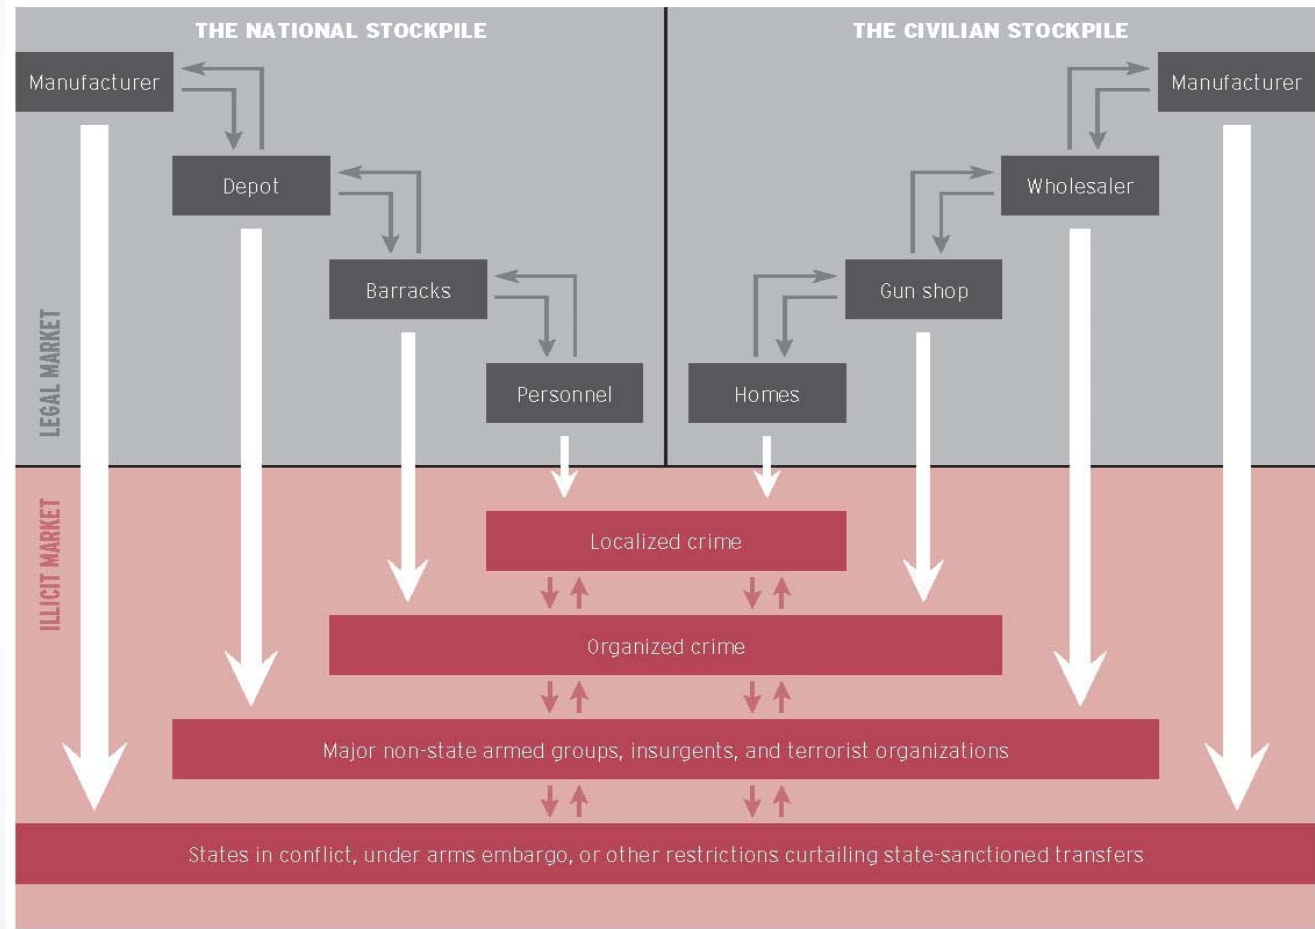 THE NATIONAL STOCKPILE
THE CIVILIAN STOCKPILE
Manufacturer
Manufacturer
Depot
Wholesaler
Barracks
Gun shop
Personnel
Homes
LEGAL MARKET
ILLICIT MARKET
Localized crime
Organized crime
Major non-state armed groups, insurgents, and terrorist organizations
States in conflict, under arms embargo, or other restrictions curtailing state-sanctioned transfers